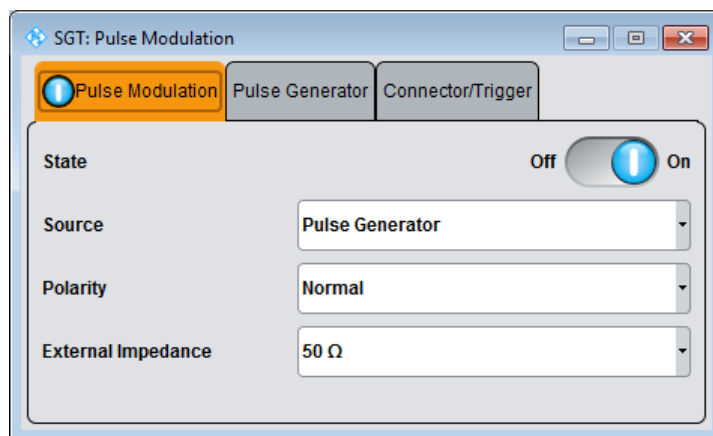 SGT: Pulse Modulation
Pulse Modulation Pulse Generator Connector/Trigger
State Off On
Source Pulse Generator
Polarity Normal
External Impedance 50 Ω